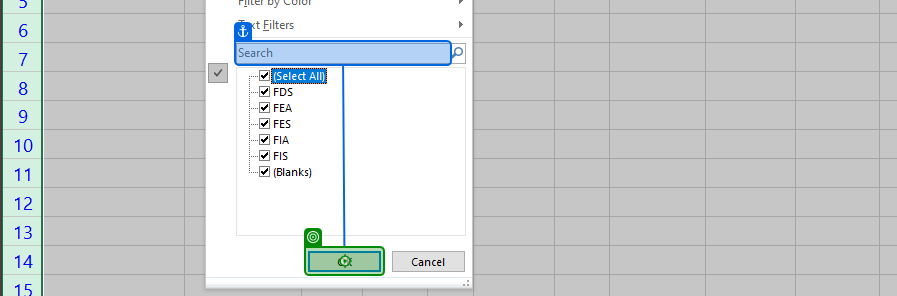 5
Filter by Color
6
Text Filters
7
Search
(Select All)
8
FDS
9
FEA
FES
10
FIA
FIS
11
(Blanks)
12
13
14
Cancel
15